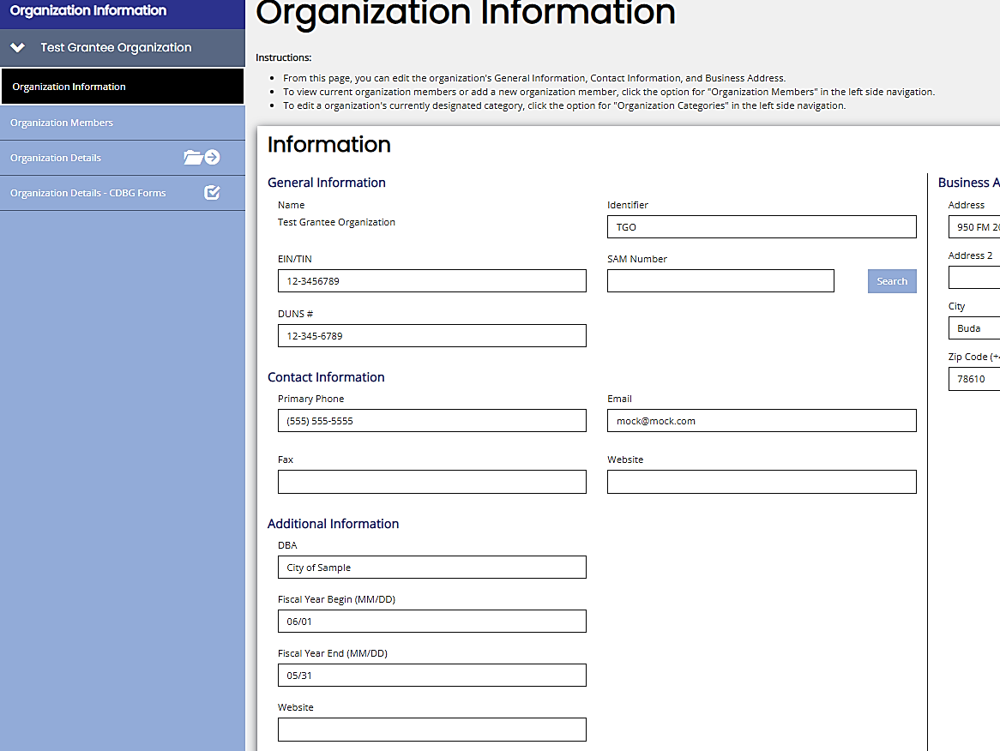 Organization Information
Test Grantee Organization
Organization Information
Organization Members
Organization Details
Organization Details - CDBG Forms
Organization Information
Instructions:
From this page, you can edit the organization's General Information, Contact Information, and Business Address.
To view current organization members or add a new organization member, click the option for "Organization Members" in the left side navigation.
To edit a organization's currently designated category, click the option for "Organization Categories" in the left side navigation.
Information
General Information
Name
Test Grantee Organization
Identifier
TGO
EIN/TIN
12-3456789
SAM Number
Search
DUNS #
12-345-6789
Contact Information
Primary Phone
(555) 555-5555
Email
mock@mock.com
Fax
Website
Additional Information
DBA
City of Sample
Fiscal Year Begin (MM/DD)
06/01
Fiscal Year End (MM/DD)
05/31
Website
Business A
Address
950 FM 20
Address 2
City
Buda
Zip Code (+4
78610